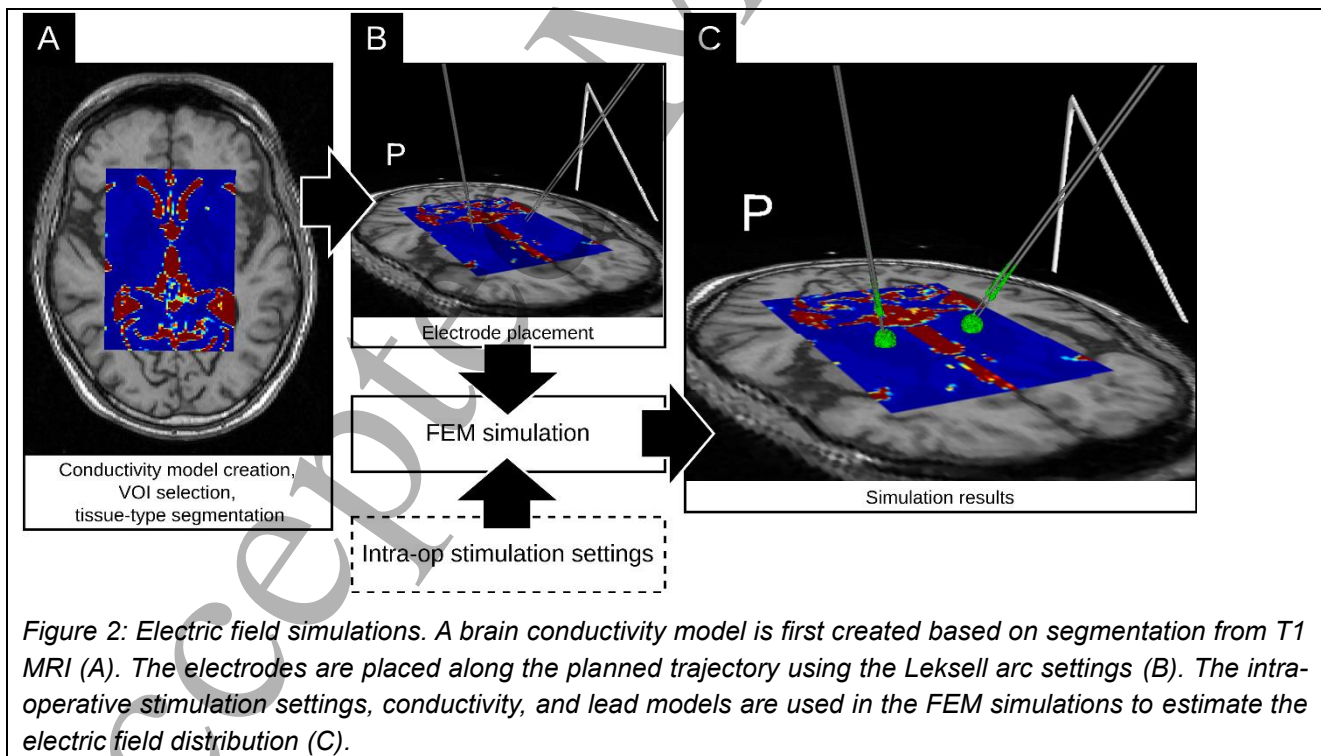 A
B
C
P
P
Conductivity model creation,
VOI selection,
tissue-type segmentation
Electrode placement
FEM simulation
Intra-op stimulation settings
Simulation results
Figure 2: Electric field simulations. A brain conductivity model is first created based on segmentation from T1
MRI (A). The electrodes are placed along the planned trajectory using the Leksell arc settings (B). The intra-
operative stimulation settings, conductivity, and lead models are used in the FEM simulations to estimate the
electric field distribution (C).